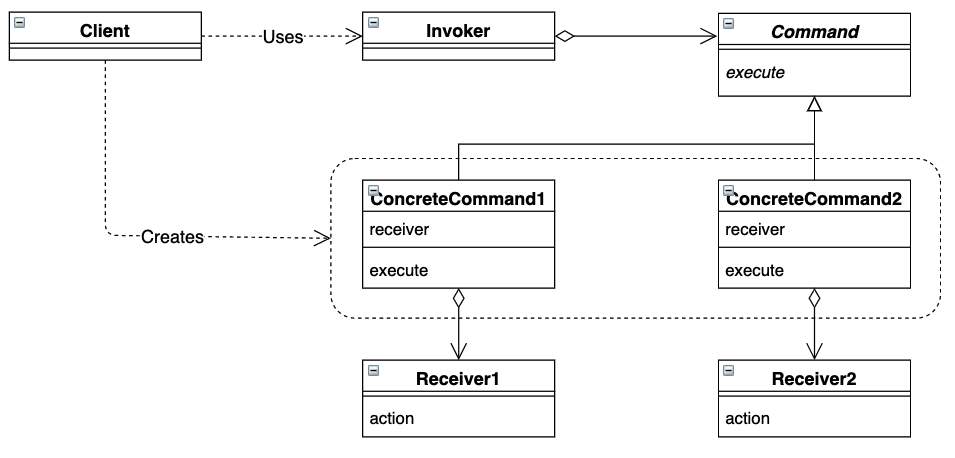 Client
Uses
Invoker
Command
execute
ConcreteCommand1
receiver
execute
ConcreteCommand2
receiver
execute
Creates
Receiver1
action
Receiver2
action